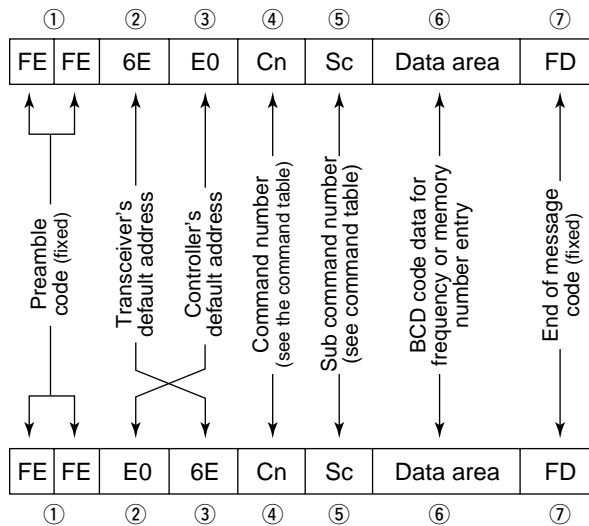 ① ② ③ ④ ⑤ ⑥ ⑦
FE FE 6E E0 Cn Sc Data area FD
Preamble
code (fixed)
Transceiver's
default address
Controller's
default address
Command number
(see the command table)
Sub command number
(see command table)
BCD code data for
frequency or memory
number entry
End of message
code (fixed)
FE FE E0 6E Cn Sc Data area FD
① ② ③ ④ ⑤ ⑥ ⑦